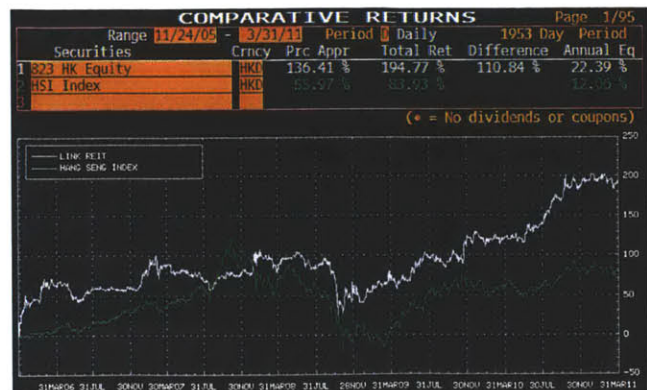 COMPARATIVE RETURNS Page 1/95
Range 11/24/05 - 3/31/11 Period D Daily 1953 Day Period
Securities Crncy Prc Appr Total Ret Difference Annual Eq
1 823 HK Equity HKD 136.41 % 194.77 % 110.84 % 22.39 %
2 HSI Index HKD 55.97 % 83.93 %
3
(* = No dividends or coupons)
250
LINK REIT
HANG SENG INDEX
200
150
100
50
0
-50
31MAR06 31JUL 30NOV 30MAR07 31JUL 30NOV 31MAR08 31JUL 28NOV 31MAR09 31JUL 30NOV 31MAR10 30JUL 30NOV 31MAR11